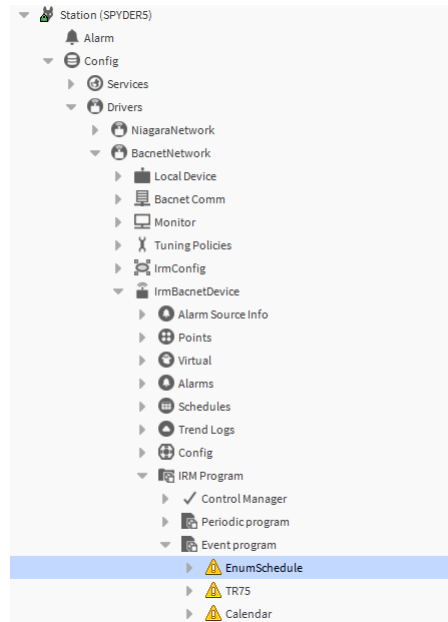 Station (SPYDER5)
Alarm
Config
Services
Drivers
NiagaraNetwork
BacnetNetwork
Local Device
Bacnet Comm
Monitor
Tuning Policies
IrmConfig
IrmBacnetDevice
Alarm Source Info
Points
Virtual
Alarms
Schedules
Trend Logs
Config
IRM Program
Control Manager
Periodic program
Event program
EnumSchedule
TR75
Calendar